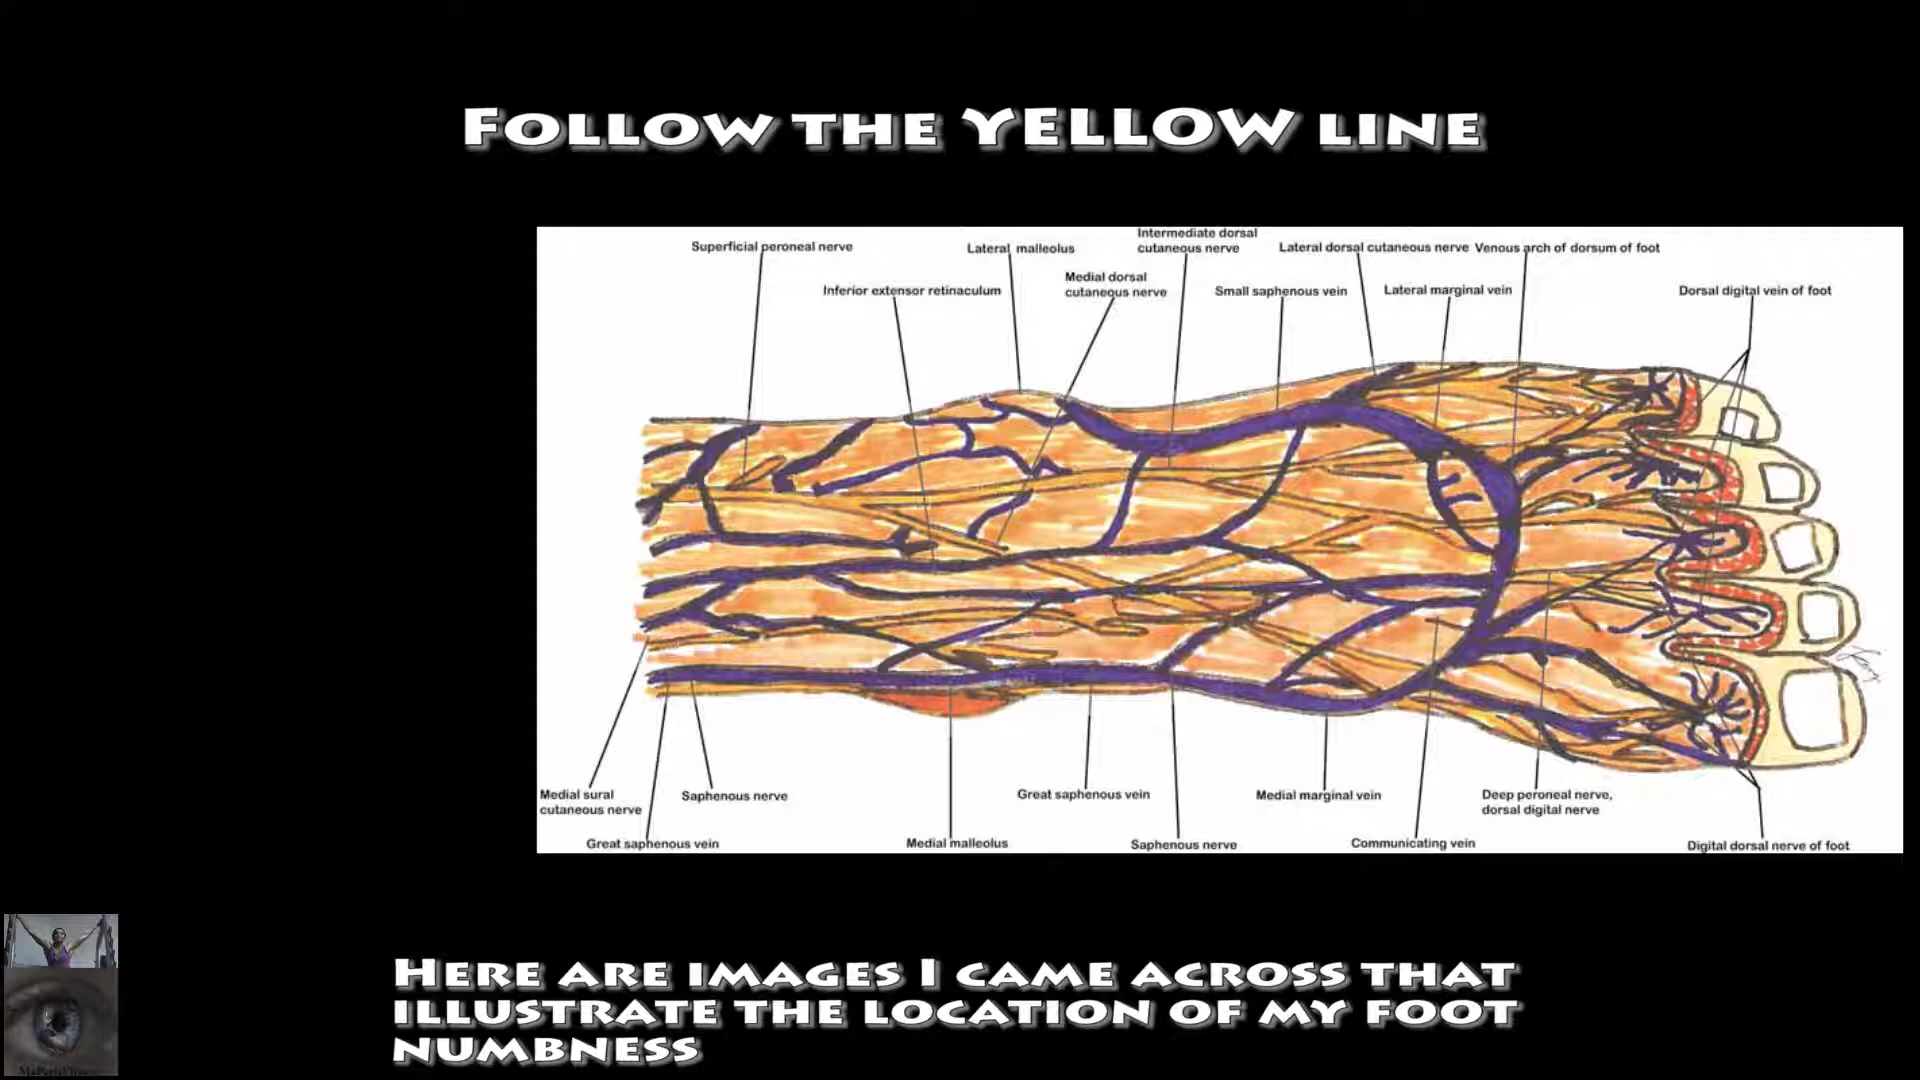 Follow the YELLOW line
Intermediate dorsal
Superficial peroneal nerve
Lateral malleolus
cutaneous nerve
Lateral dorsal cutaneous nerve
Venous arch of dorsum of foot
Medial dorsal
cutaneous nerve
Inferior extensor retinaculum
Small saphenous vein
Lateral marginal vein
Dorsal digital vein of foot
Medial sural
cutaneous nerve
Saphenous nerve
Great saphenous vein
Medial marginal vein
Deep peroneal nerve,
dorsal digital nerve
Great saphenous vein
Medial malleolus
Saphenous nerve
Communicating vein
Digital dorsal nerve of foot
Here are images I came across that
illustrate the location of my foot
numbness